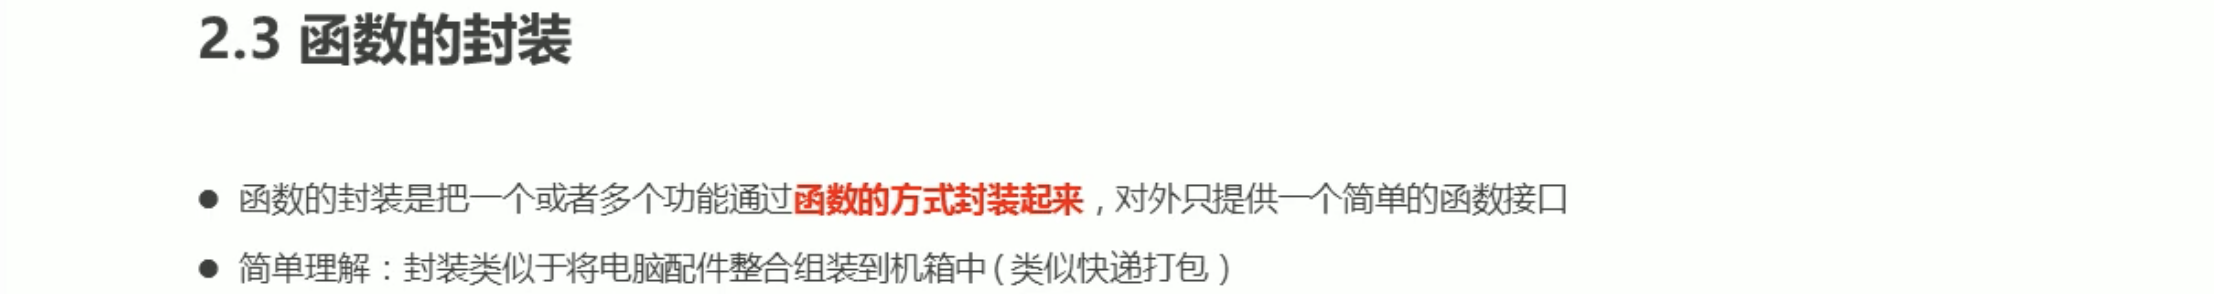 2.3 函数的封装
● 函数的封装是把一个或者多个功能通过函数的方式封装起来，对外只提供一个简单的函数接口
● 简单理解：封装类似于将电脑配件整合组装到机箱中 ( 类似快递打包 )